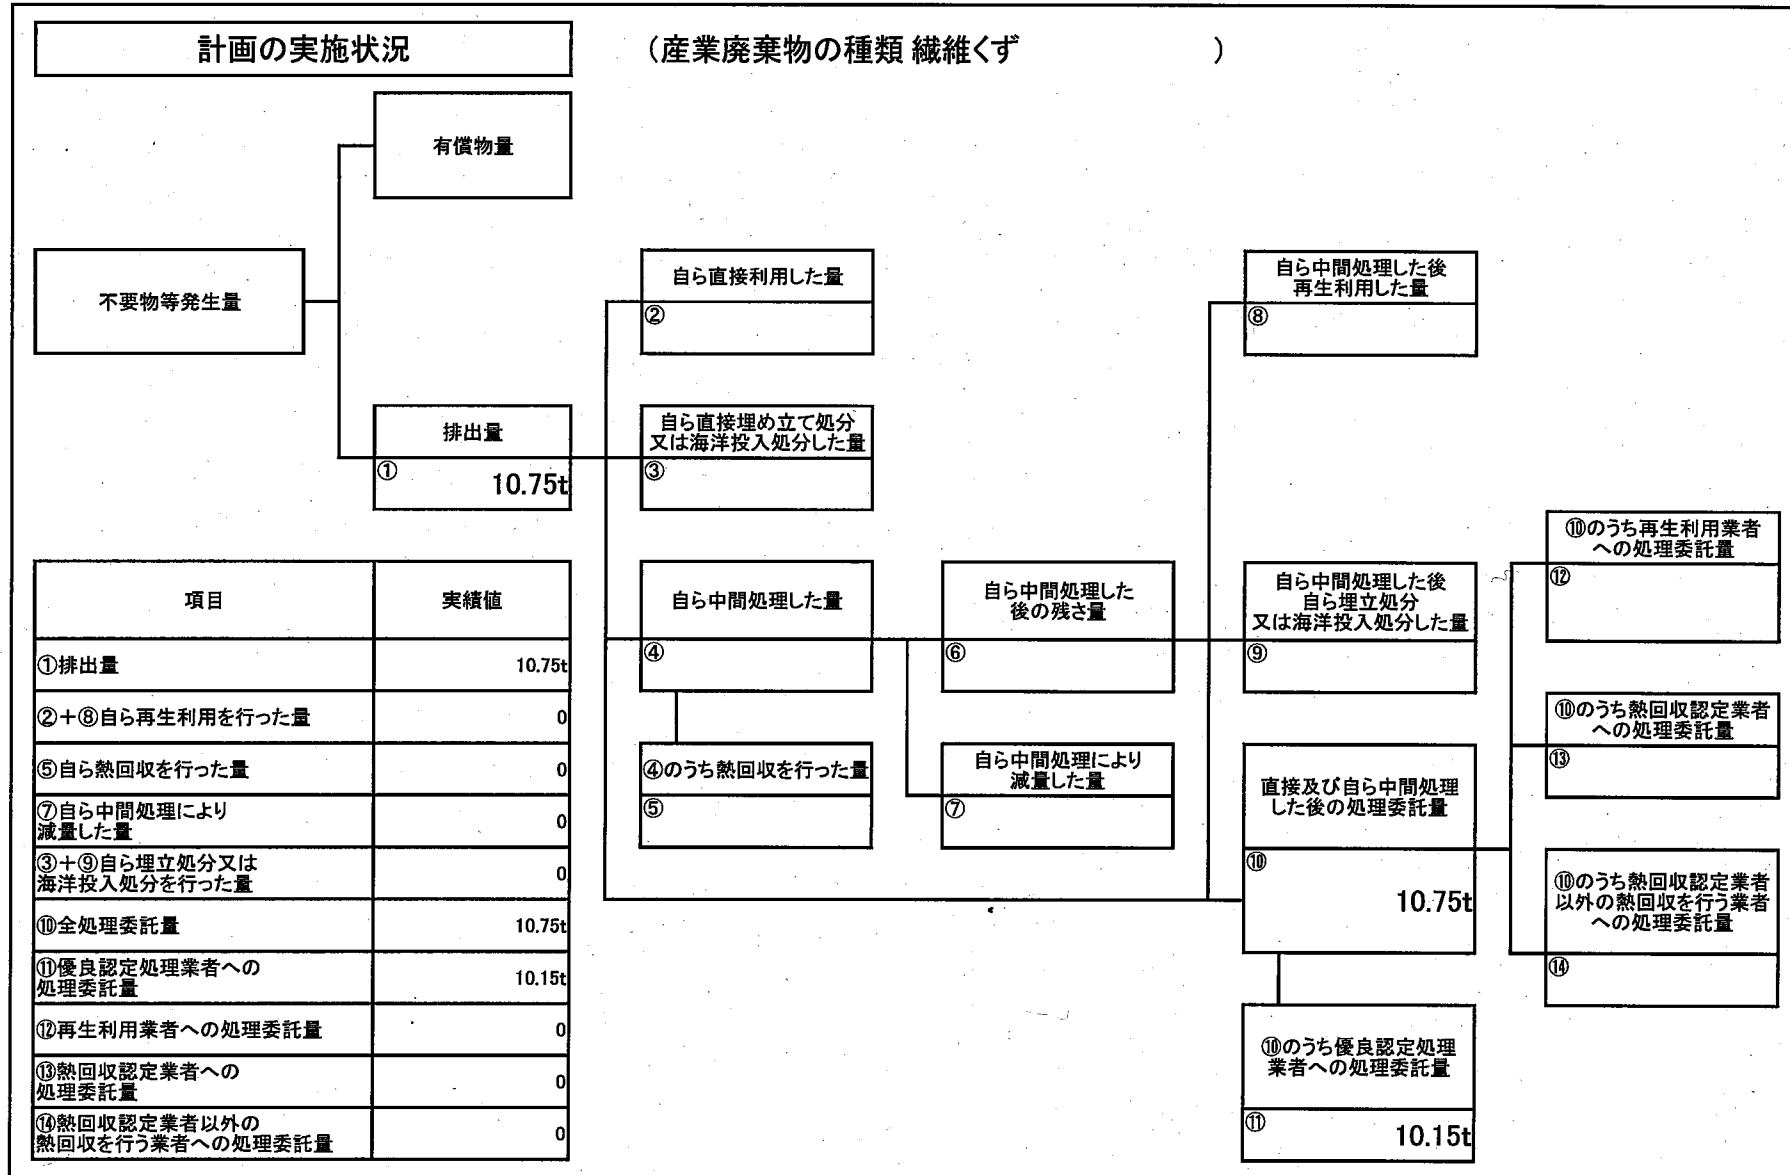 計画の実施状況
（産業廃棄物の種類 繊維くず　　　　）
有償物量
不要物等発生量
自ら直接利用した量
②
自ら中間処理した後
再生利用した量
⑧
排出量
①
10.75t
自ら直接埋め立て処分
又は海洋投入処分した量
③
⑩のうち再生利用業者
への処理委託量
⑫
自ら中間処理した量
④
自ら中間処理した
後の残さ量
⑥
自ら中間処理した後
自ら埋立処分
又は海洋投入処分した量
⑨
⑩のうち熱回収認定業者
への処理委託量
⑬
④のうち熱回収を行った量
⑤
自ら中間処理により
減量した量
⑦
直接及び自ら中間処理
した後の処理委託量
⑩
10.75t
⑩のうち熱回収認定業者
以外の熱回収を行う業者
への処理委託量
⑭
⑩のうち優良認定処理
業者への処理委託量
⑪
10.15t
項目 実績値
①排出量 10.75t
②＋⑧自ら再生利用を行った量 0
⑤自ら熱回収を行った量 0
⑦自ら中間処理により
減量した量 0
③＋⑨自ら埋立処分又は
海洋投入処分を行った量 0
⑩全処理委託量 10.75t
⑪優良認定処理業者への
処理委託量 10.15t
⑫再生利用業者への処理委託量 0
⑬熱回収認定業者への
処理委託量 0
⑭熱回収認定業者以外の
熱回収を行う業者への処理委託量 0